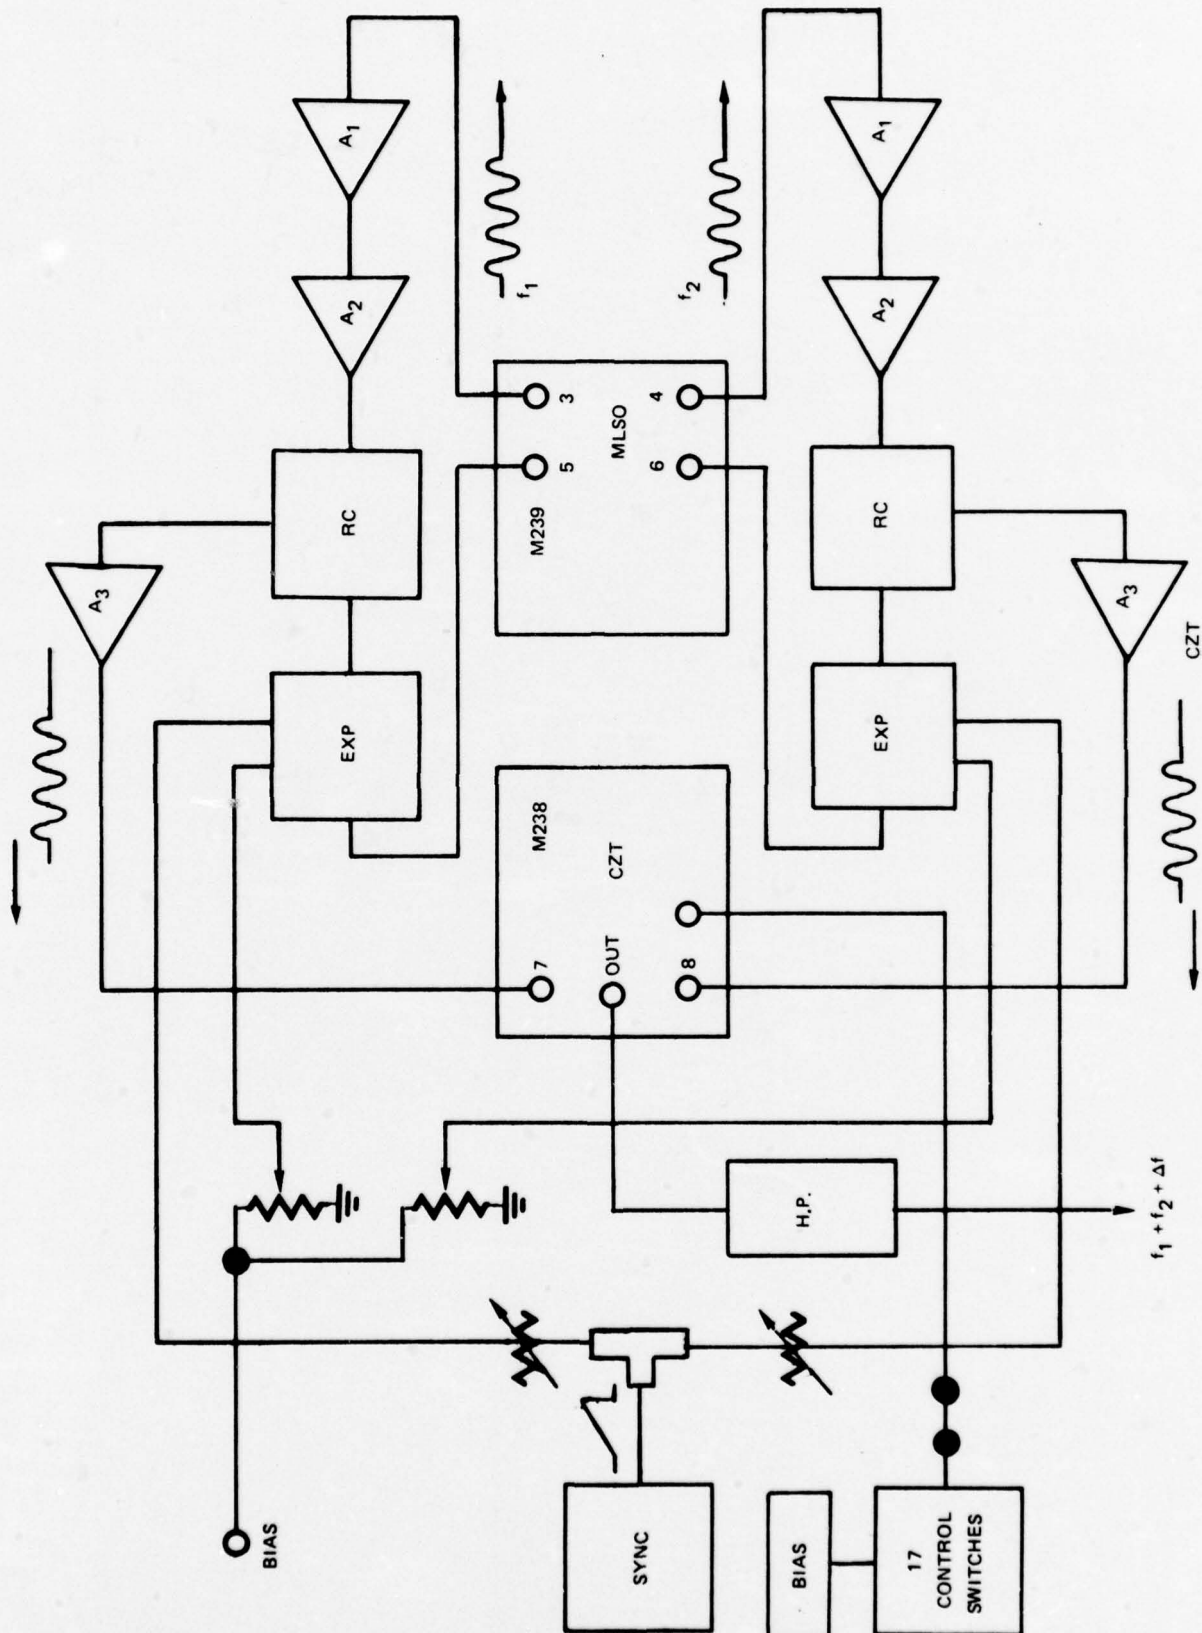 BIAS
SYNC
BIAS
17
CONTROL
SWITCHES
H.P.
f1 + f2 + Δf
M238
CZT
7
OUT
8
EXP
EXP
RC
RC
A3
A3
CZT
M239
MLSO
5
3
6
4
A2
A2
A1
A1
f1
f2